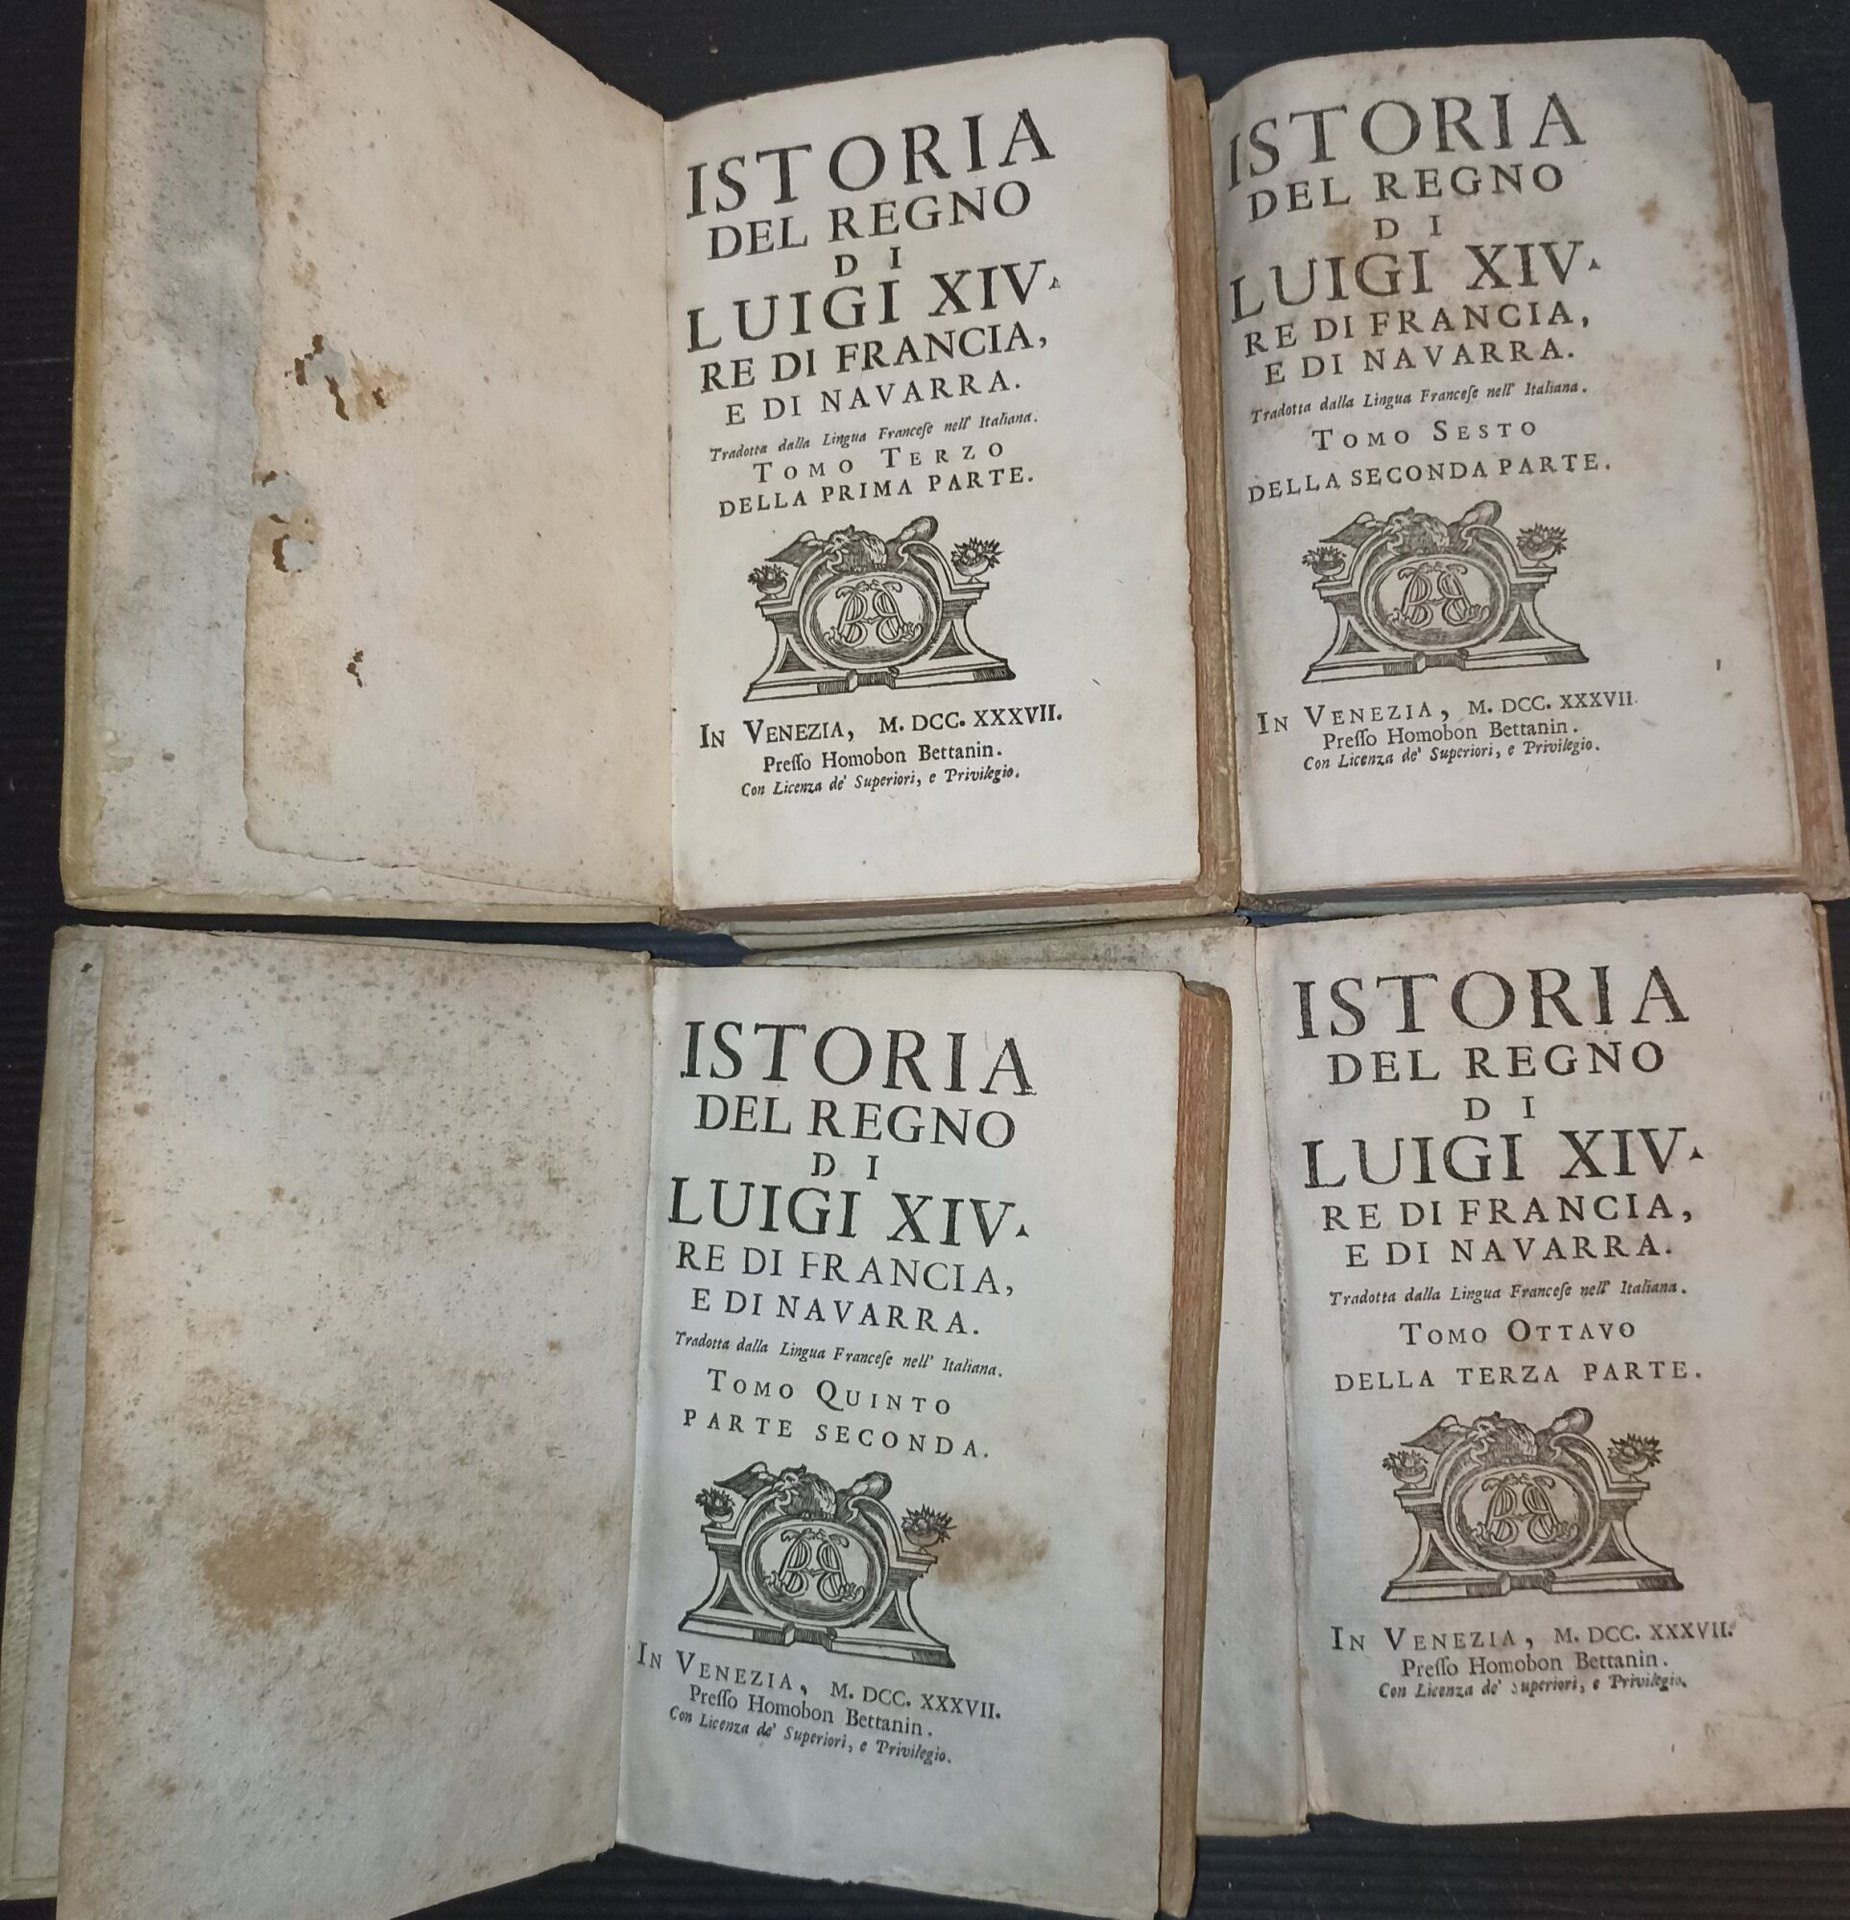 ISTORIA
DEL REGNO
DI
LUIGI XIV.
RE DI FRANCIA,
E DI NAVARRA.
Tradotta dalla Lingua Franceſe nell' Italiana.
TOMO TERZO
DELLA PRIMA PARTE.
IN VENEZIA, M. DCC. XXXVII.
Preſſo Homobon Bettanin.
Con Licenza de' Superiori, e Privilegio.
ISTORIA
DEL REGNO
DI
LUIGI XIV.
RE DI FRANCIA,
E DI NAVARRA.
Tradotta dalla Lingua Franceſe nell' Italiana.
TOMO SESTO
DELLA SECONDA PARTE.
IN VENEZIA, M. DCC. XXXVII.
Preſſo Homobon Bettanin.
Con Licenza de' Superiori, e Privilegio.
ISTORIA
DEL REGNO
DI
LUIGI XIV.
RE DI FRANCIA,
E DI NAVARRA.
Tradotta dalla Lingua Franceſe nell' Italiana.
TOMO QUINTO
PARTE SECONDA.
IN VENEZIA, M. DCC. XXXVII.
Preſſo Homobon Bettanin.
Con Licenza de' Superiori, e Privilegio.
ISTORIA
DEL REGNO
DI
LUIGI XIV.
RE DI FRANCIA,
E DI NAVARRA.
Tradotta dalla Lingua Franceſe nell' Italiana.
TOMO OTTAVO
DELLA TERZA PARTE.
IN VENEZIA, M. DCC. XXXVII.
Preſſo Homobon Bettanin.
Con Licenza de' Superiori, e Privilegio.